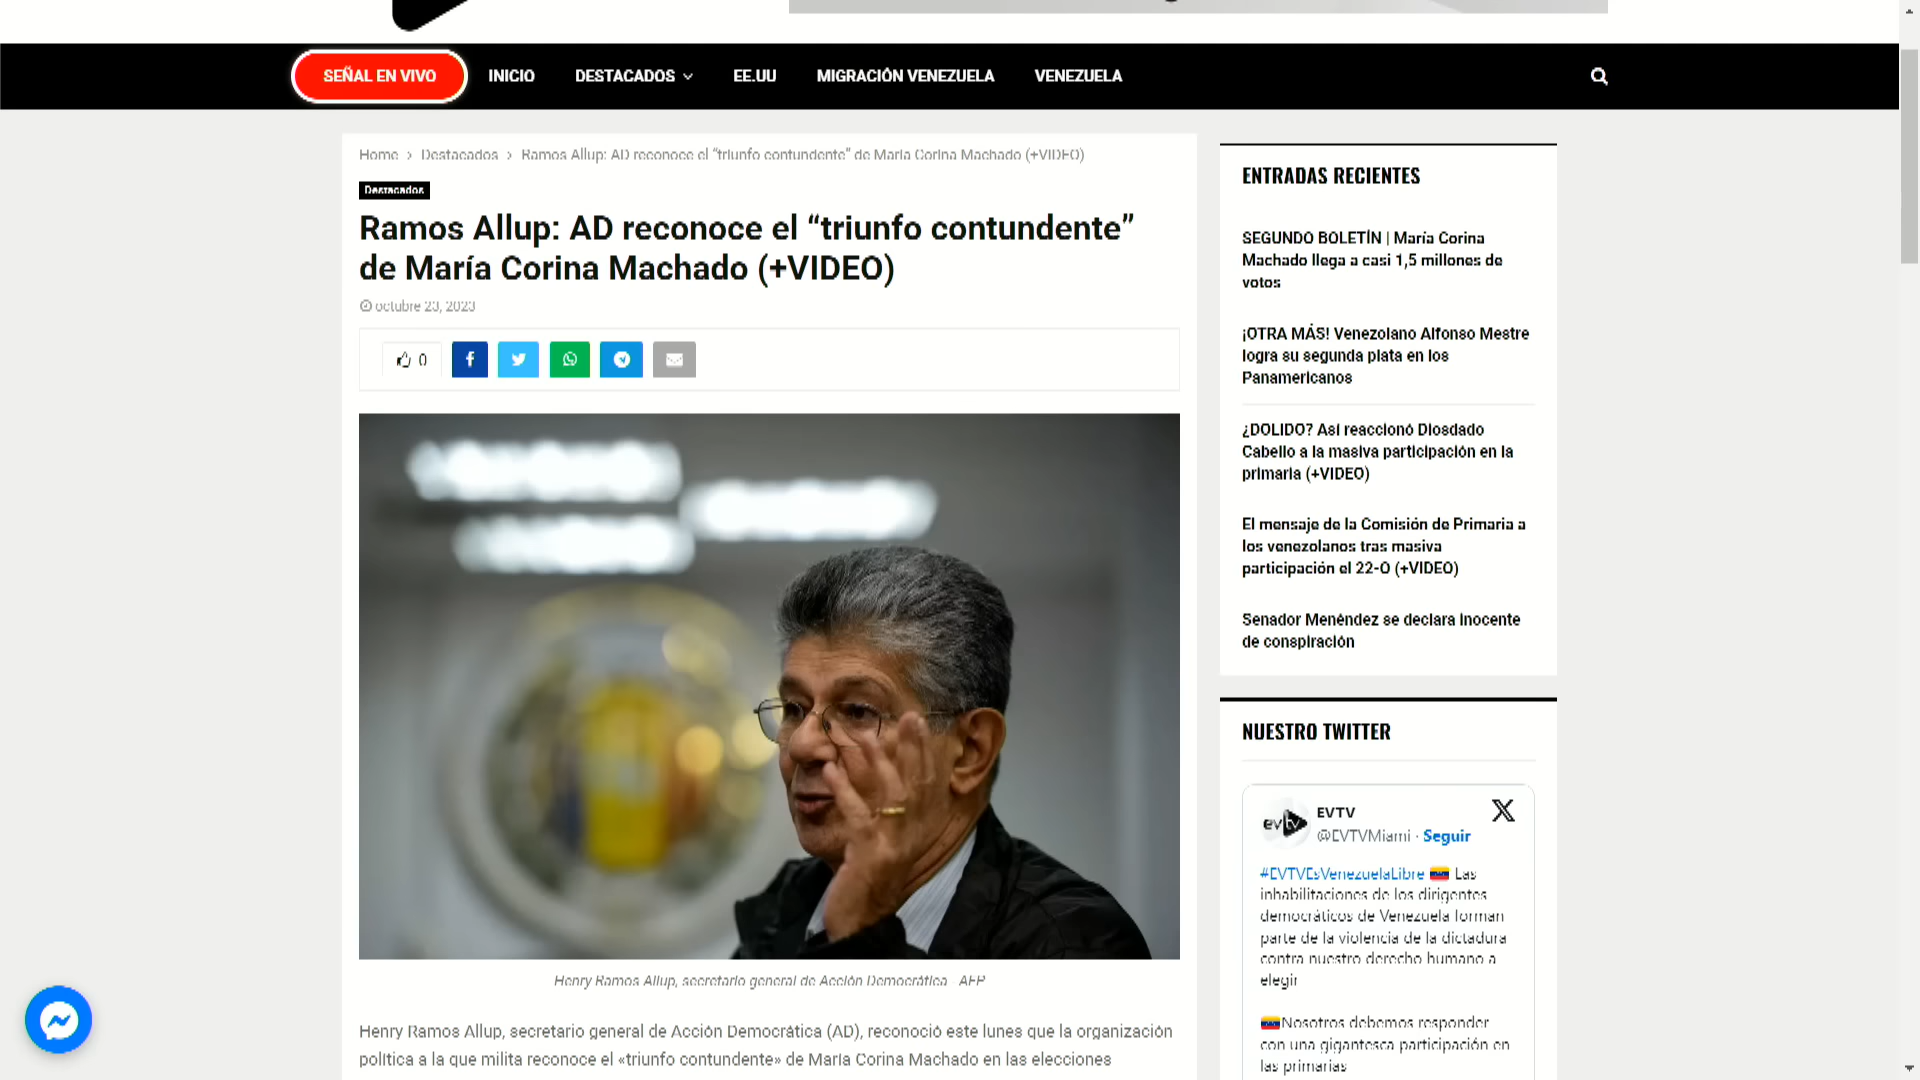 SEÑAL EN VIVO
INICIO
DESTACADOS
EE.UU
MIGRACIÓN VENEZUELA
VENEZUELA
Home > Destacados > Ramos Allup: AD reconoce el “triunfo contundente” de María Corina Machado (+VIDEO)
Destacados
Ramos Allup: AD reconoce el “triunfo contundente”
de María Corina Machado (+VIDEO)
octubre 23, 2023
0
Henry Ramos Allup, secretario general de Acción Democrática AFP
Henry Ramos Allup, secretario general de Acción Democrática (AD), reconoció este lunes que la organización
política a la que milita reconoce el «triunfo contundente» de María Corina Machado en las elecciones
ENTRADAS RECIENTES
SEGUNDO BOLETÍN | María Corina
Machado llega a casi 1,5 millones de
votos
¡OTRA MÁS! Venezolano Alfonso Mestre
logra su segunda plata en los
Panamericanos
¿DOLIDO? Así reaccionó Diosdado
Cabello a la masiva participación en la
primaria (+VIDEO)
El mensaje de la Comisión de Primaria a
los venezolanos tras masiva
participación el 22-O (+VIDEO)
Senador Menéndez se declara inocente
de conspiración
NUESTRO TWITTER
evtv
EVTV
@EVTVMiami · Seguir
#EVTVEsVenezuelaLibre 🇻🇪 Las
inhabilitaciones de los dirigentes
democráticos de Venezuela forman
parte de la violencia de la dictadura
contra nuestro derecho humano a
elegir
🇻🇪Nosotros debemos responder
con una gigantesca participación en
las primarias